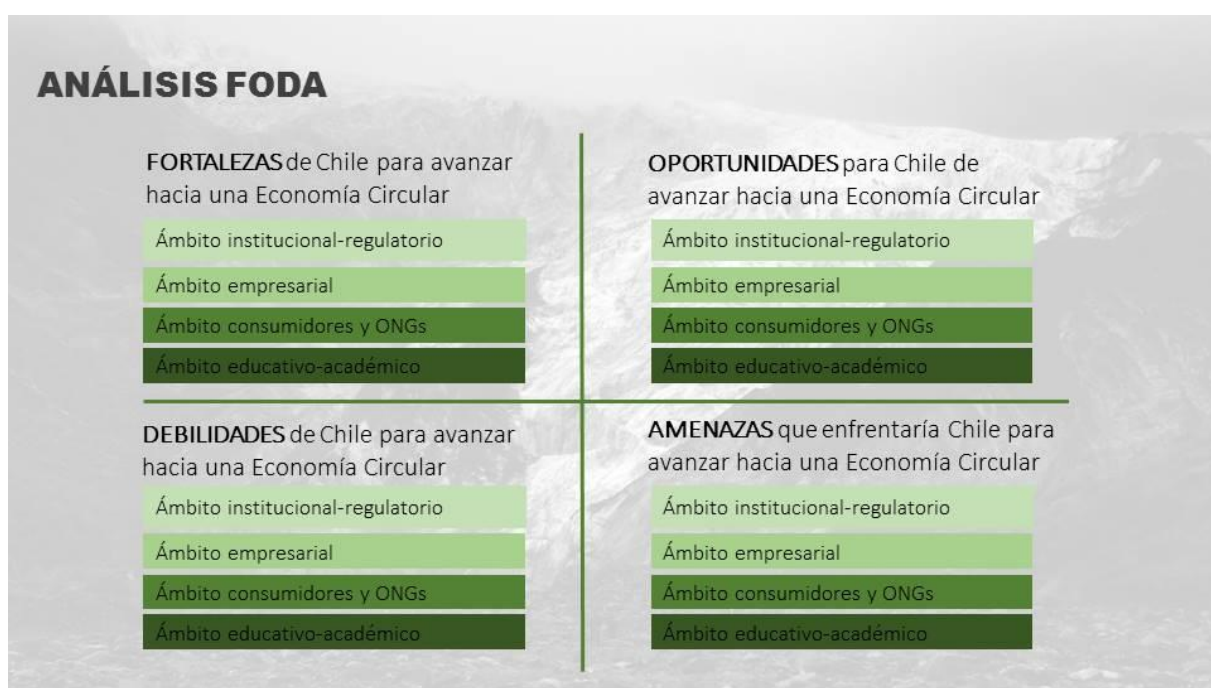 ANÁLISIS FODA
FORTALEZAS de Chile para avanzar
hacia una Economía Circular
Ámbito institucional-regulatorio
Ámbito empresarial
Ámbito consumidores y ONGs
Ámbito educativo-académico
OPORTUNIDADES para Chile de
avanzar hacia una Economía Circular
Ámbito institucional-regulatorio
Ámbito empresarial
Ámbito consumidores y ONGs
Ámbito educativo-académico
DEBILIDADES de Chile para avanzar
hacia una Economía Circular
Ámbito institucional-regulatorio
Ámbito empresarial
Ámbito consumidores y ONGs
Ámbito educativo-académico
AMENAZAS que enfrentaría Chile para
avanzar hacia una Economía Circular
Ámbito institucional-regulatorio
Ámbito empresarial
Ámbito consumidores y ONGs
Ámbito educativo-académico